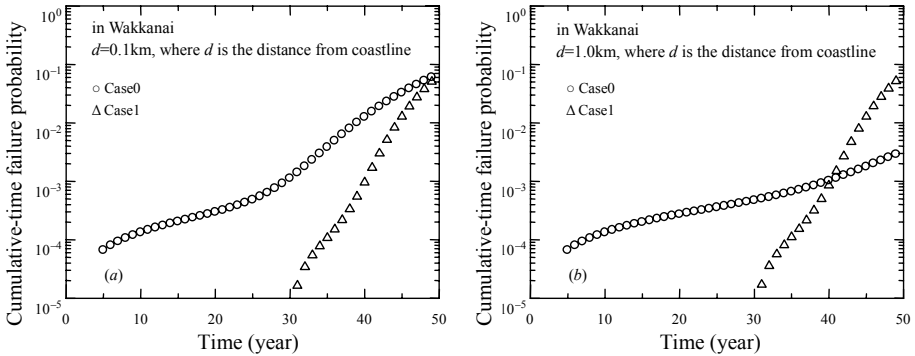 Cumulative-time failure probability
10^0
10^-1
10^-2
10^-3
10^-4
10^-5
in Wakkanai
d=0.1km, where d is the distance from coastline
○ Case0
Δ Case1
(a)
0 10 20 30 40 50
Time (year)
Cumulative-time failure probability
10^0
10^-1
10^-2
10^-3
10^-4
10^-5
in Wakkanai
d=1.0km, where d is the distance from coastline
○ Case0
Δ Case1
(b)
0 10 20 30 40 50
Time (year)